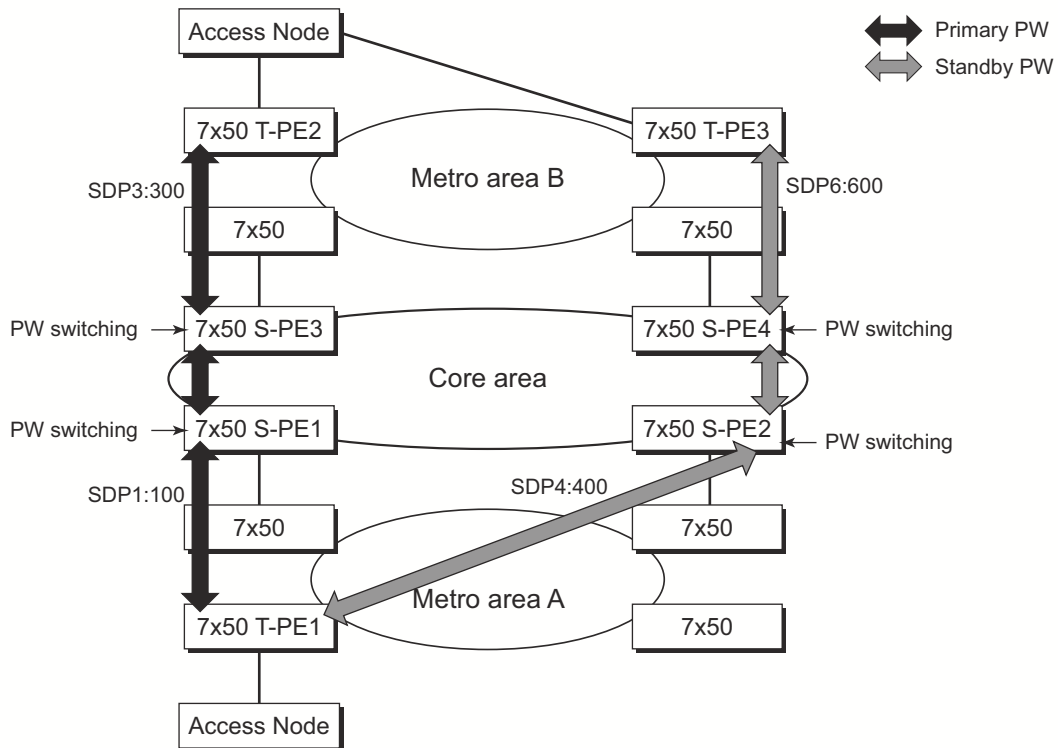 Access Node
Primary PW
Standby PW
7x50 T-PE2
7x50 T-PE3
Metro area B
SDP3:300
SDP6:600
7x50
7x50
PW switching
7x50 S-PE3
7x50 S-PE4
PW switching
Core area
PW switching
7x50 S-PE1
7x50 S-PE2
PW switching
SDP1:100
SDP4:400
7x50
7x50
Metro area A
7x50 T-PE1
7x50
Access Node